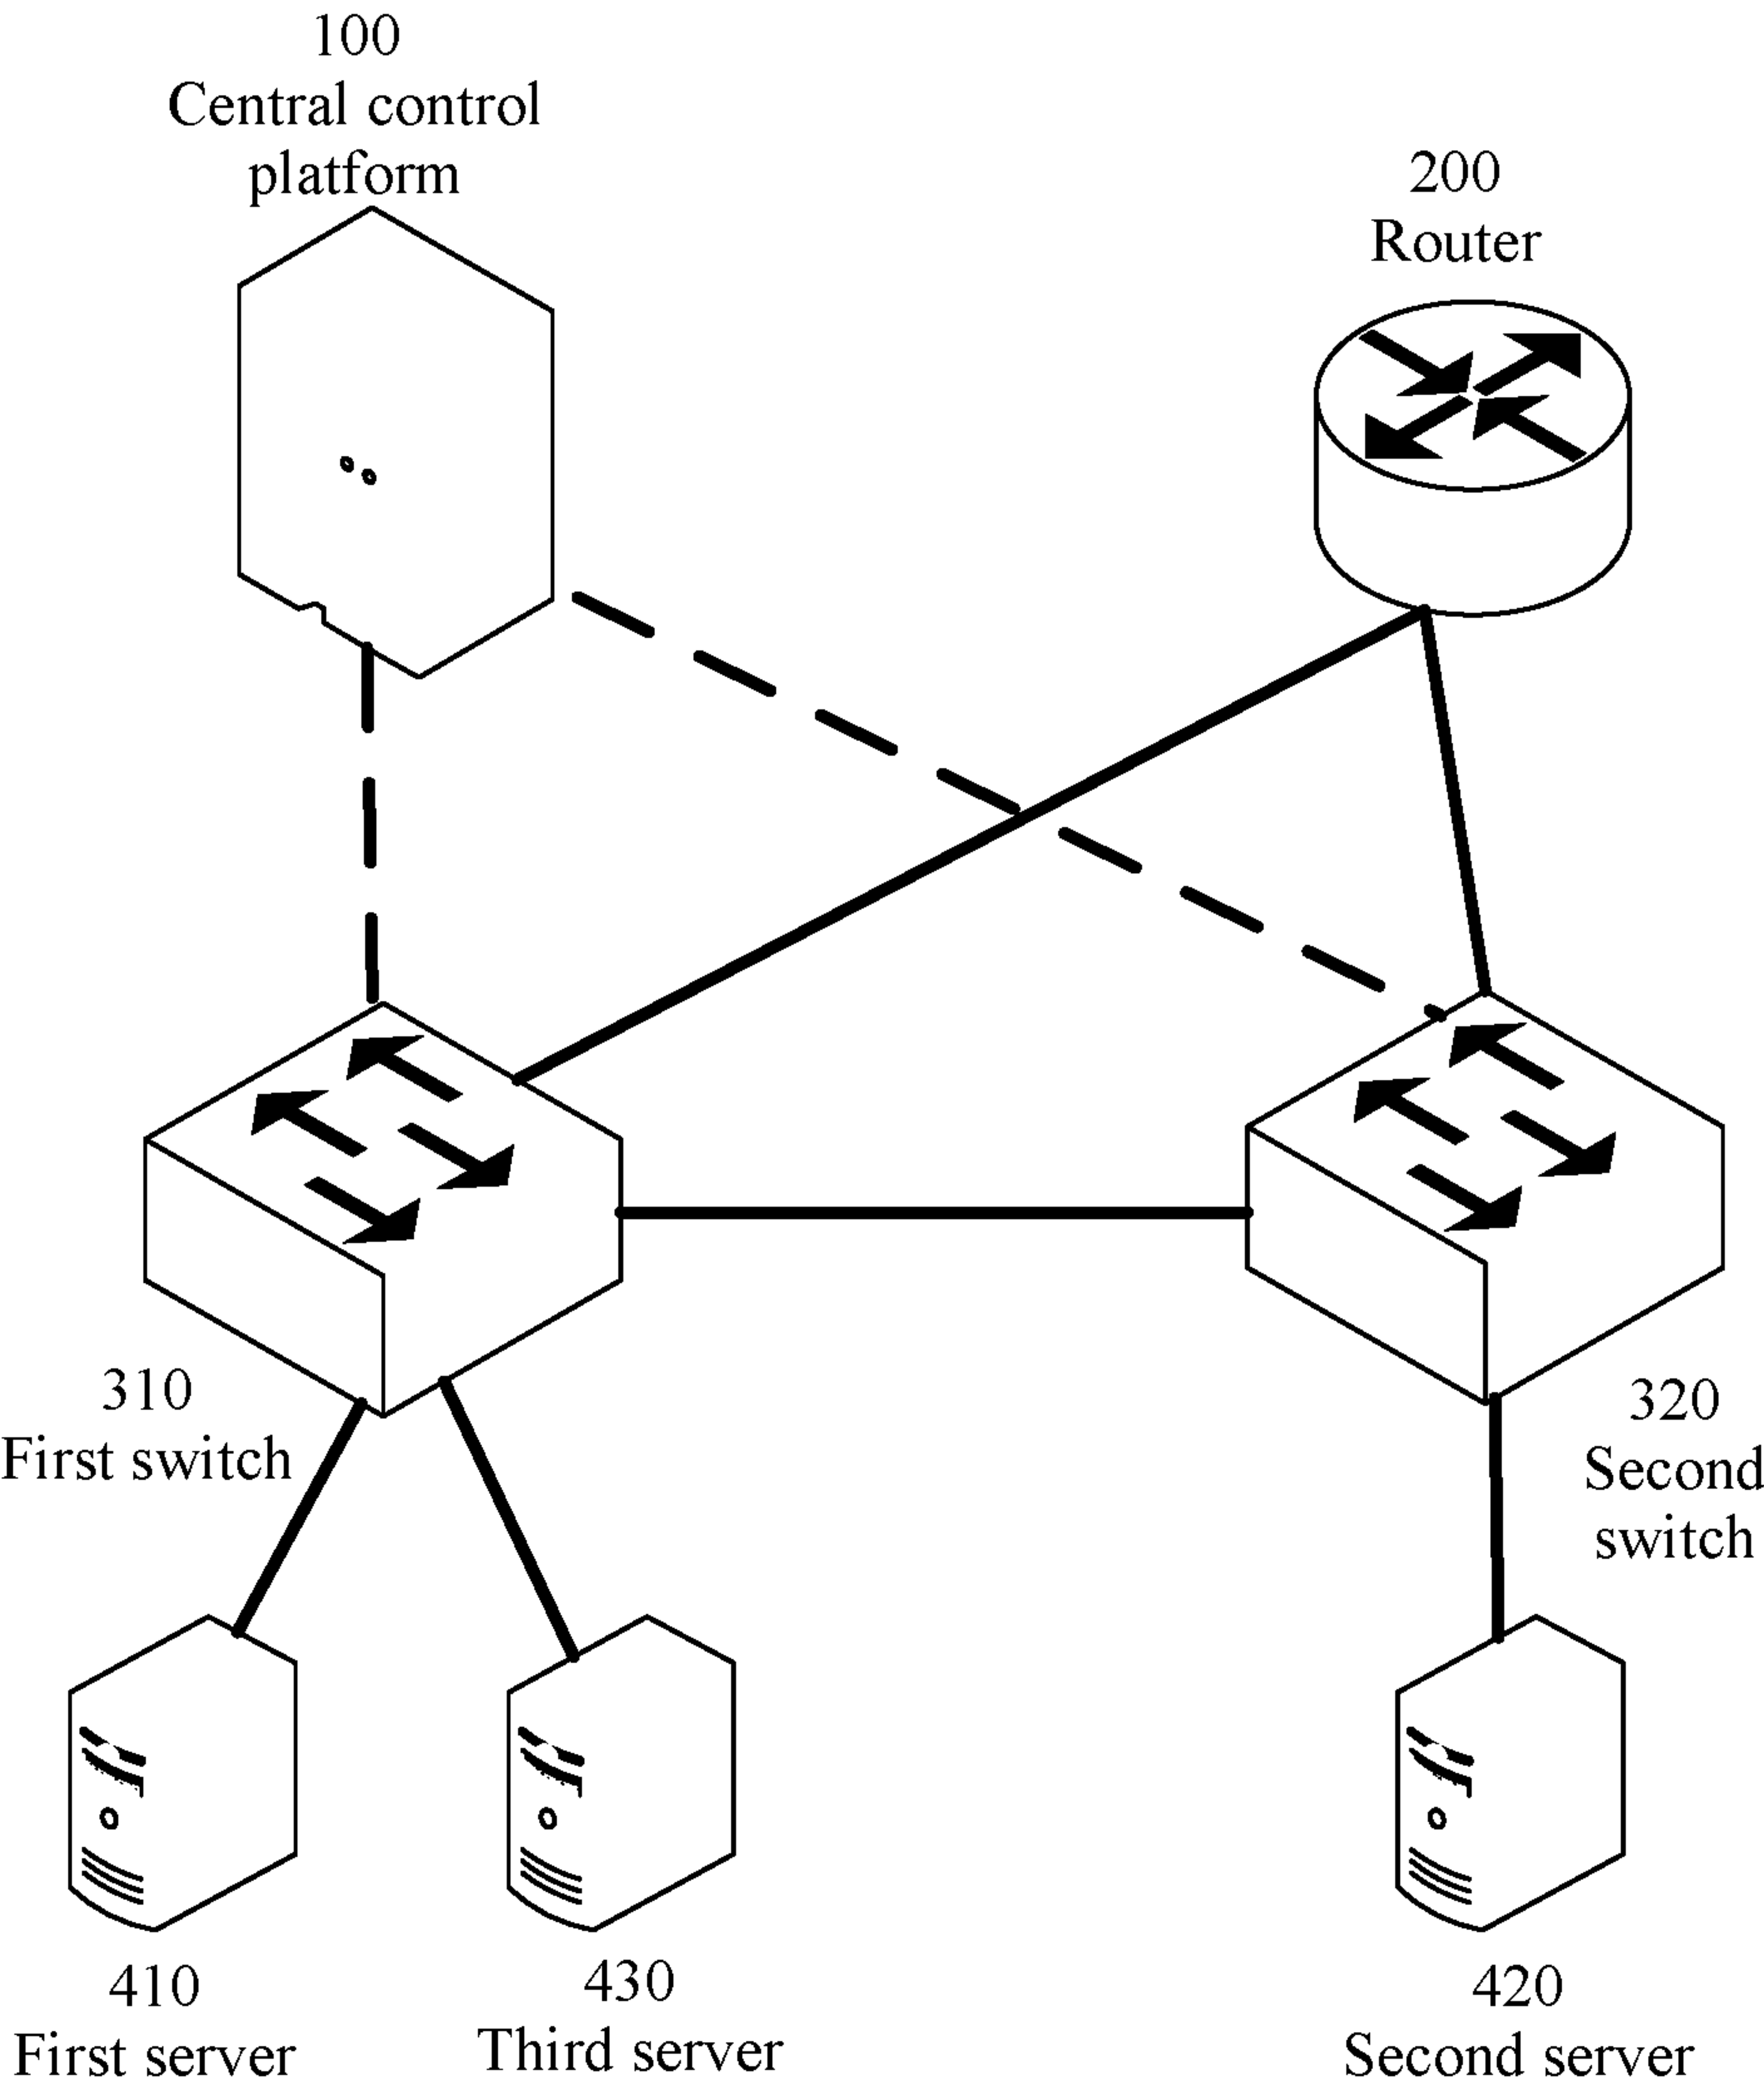 100
Central control
platform
200
Router
310
First switch
320
Second
switch
410
First server
430
Third server
420
Second server